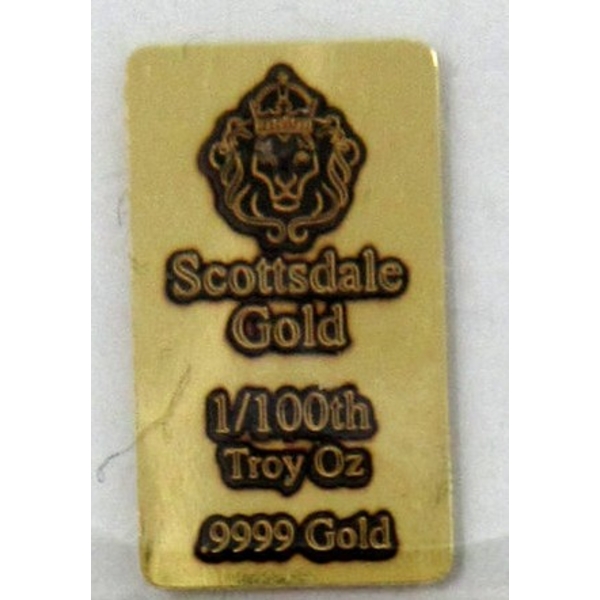 Scottsdale
Gold
1/100th
Troy Oz
.9999 Gold